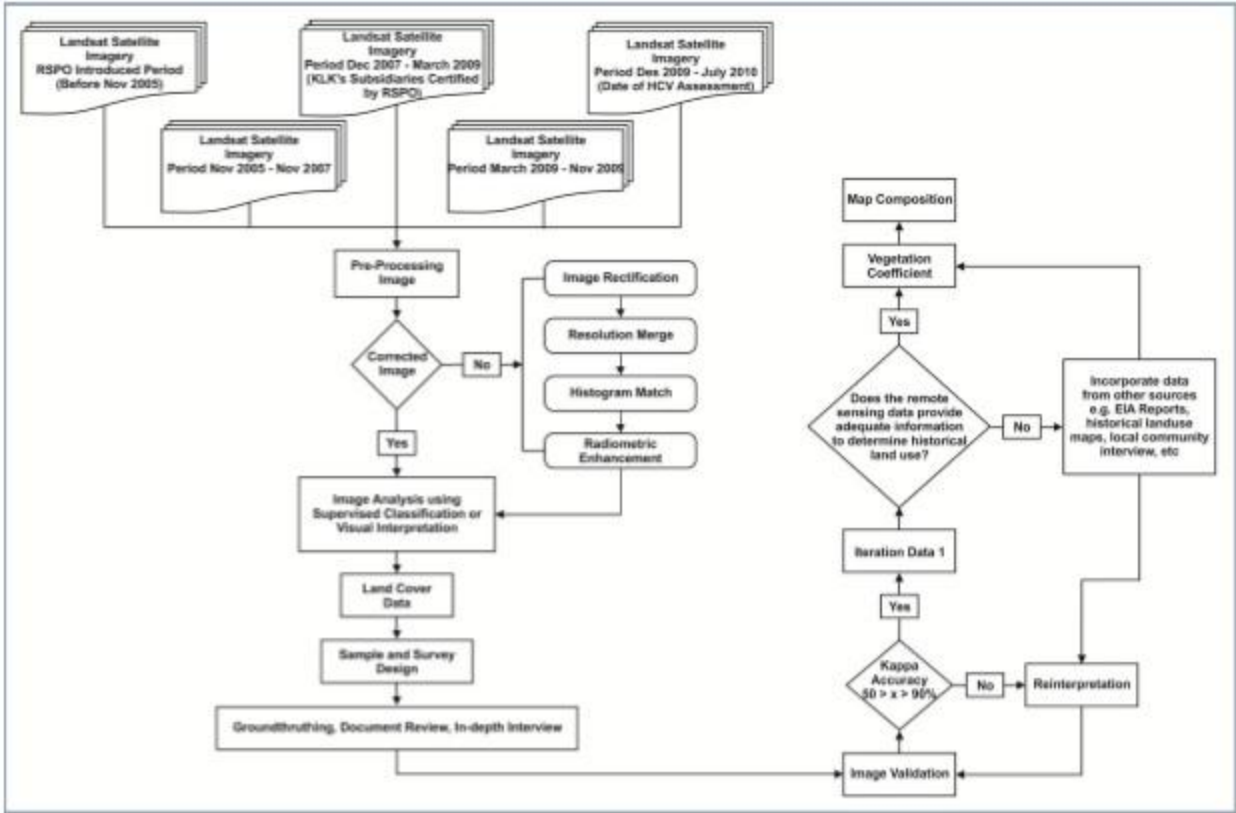 Landsat Satellite
Imagery
RSPO Introduced Period
(Before Nov 2005)
Landsat Satellite
Imagery
Period Dec 2007 - March 2009
(KLK's Subsidiaries Certified
by RSPO)
Landsat Satellite
Imagery
Period Des 2009 - July 2010
(Date of HCV Assessment)
Landsat Satellite
Imagery
Period Nov 2005 - Nov 2007
Landsat Satellite
Imagery
Period March 2009 - Nov 2009
Pre-Processing
Image
Corrected
Image
No
Yes
Image Rectification
Resolution Merge
Histogram Match
Radiometric
Enhancement
Image Analysis using
Supervised Classification or
Visual Interpretation
Land Cover
Data
Sample and Survey
Design
Groundthruthing, Document Review, In-depth Interview
Map Composition
Vegetation
Coefficient
Yes
Does the remote
sensing data provide
adequate information
to determine historical
land use?
No
Incorporate data
from other sources
e.g. EIA Reports,
historical landuse
maps, local community
interview, etc
Iteration Data 1
Yes
Kappa
Accuracy
50 > x > 90%
No
Reinterpretation
Image Validation